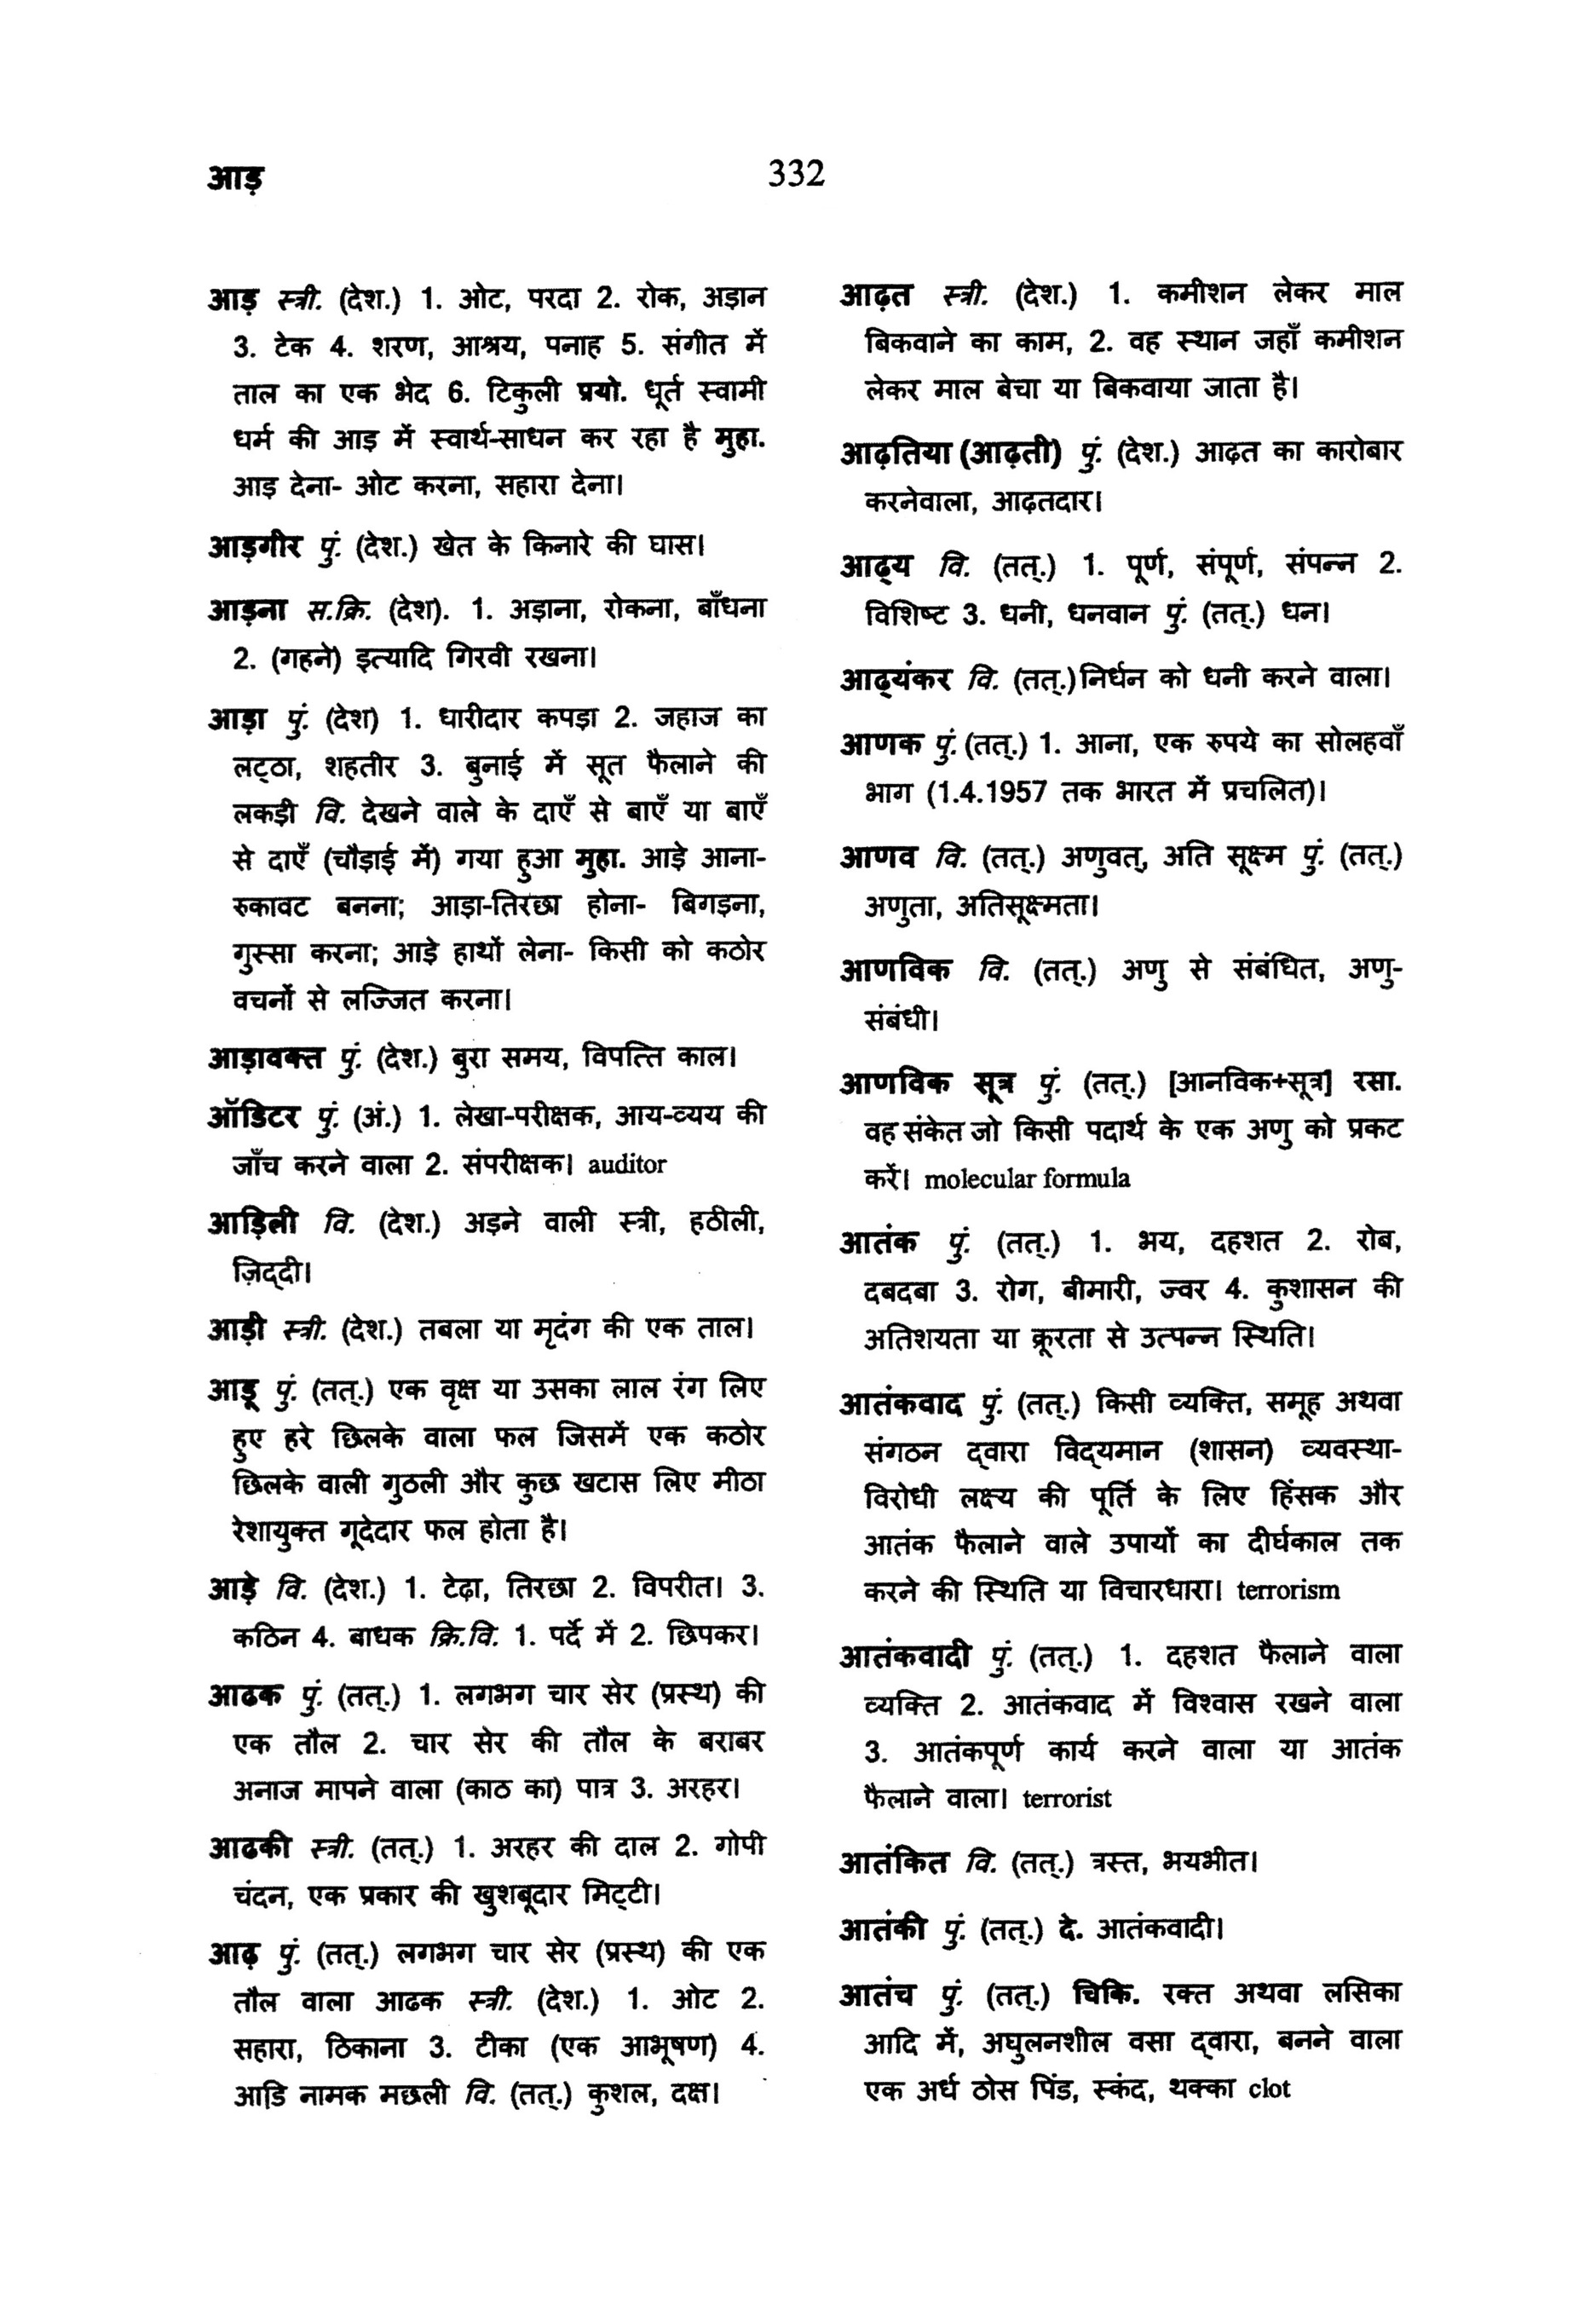 आड़
332
आड़ स्त्री. (देश.) 1. ओट, परदा 2. रोक, अड़ान
3. टेक 4. शरण, आश्रय, पनाह 5. संगीत में
ताल का एक भेद 6. टिकुली प्रयो. धूर्त स्वामी
धर्म की आड़ में स्वार्थ-साधन कर रहा है मुहा.
आड़ देना- ओट करना, सहारा देना।
आड़गीर पुं. (देश.) खेत के किनारे की घास।
आड़ना स.क्रि. (देश). 1. अड़ाना, रोकना, बाँधना
2. (गहने) इत्यादि गिरवी रखना।
आड़ा पुं. (देश) 1. धारीदार कपड़ा 2. जहाज का
लट्ठा, शहतीर 3. बुनाई में सूत फैलाने की
लकड़ी वि. देखने वाले के दाएँ से बाएँ या बाएँ
से दाएँ (चौड़ाई में) गया हुआ मुहा. आड़े आना-
रुकावट बनना; आड़ा-तिरछा होना- बिगड़ना,
गुस्सा करना; आड़े हाथों लेना- किसी को कठोर
वचनों से लज्जित करना।
आड़ावक्त पुं. (देश.) बुरा समय, विपत्ति काल।
ऑडिटर पुं. (अं.) 1. लेखा-परीक्षक, आय-व्यय की
जाँच करने वाला 2. संपरीक्षक। auditor
आड़िली वि. (देश.) अड़ने वाली स्त्री, हठीली,
ज़िद्दी।
आड़ी स्त्री. (देश.) तबला या मृदंग की एक ताल।
आड़ू पुं. (तत्.) एक वृक्ष या उसका लाल रंग लिए
हुए हरे छिलके वाला फल जिसमें एक कठोर
छिलके वाली गुठली और कुछ खटास लिए मीठा
रेशायुक्त गूदेदार फल होता है।
आड़े वि. (देश.) 1. टेढ़ा, तिरछा 2. विपरीत। 3.
कठिन 4. बाधक क्रि.वि. 1. पर्दे में 2. छिपकर।
आढक पुं. (तत्.) 1. लगभग चार सेर (प्रस्थ) की
एक तौल 2. चार सेर की तौल के बराबर
अनाज मापने वाला (काठ का) पात्र 3. अरहर।
आढकी स्त्री. (तत्.) 1. अरहर की दाल 2. गोपी
चंदन, एक प्रकार की खुशबूदार मिट्टी।
आढ़ पुं. (तत्.) लगभग चार सेर (प्रस्थ) की एक
तौल वाला आढक स्त्री. (देश.) 1. ओट 2.
सहारा, ठिकाना 3. टीका (एक आभूषण) 4.
आडि़ नामक मछली वि. (तत्.) कुशल, दक्ष।
आढ़त स्त्री. (देश.) 1. कमीशन लेकर माल
बिकवाने का काम, 2. वह स्थान जहाँ कमीशन
लेकर माल बेचा या बिकवाया जाता है।
आढ़तिया (आढ़ती) पुं. (देश.) आढ़त का कारोबार
करनेवाला, आढ़तदार।
आढ्य वि. (तत्.) 1. पूर्ण, संपूर्ण, संपन्न 2.
विशिष्ट 3. धनी, धनवान पुं. (तत्.) धन।
आढ्यंकर वि. (तत्.)निर्धन को धनी करने वाला।
आणक पुं. (तत्.) 1. आना, एक रुपये का सोलहवाँ
भाग (1.4.1957 तक भारत में प्रचलित)।
आणव वि. (तत्.) अणुवत्, अति सूक्ष्म पुं. (तत्.)
अणुता, अतिसूक्ष्मता।
आणविक वि. (तत्.) अणु से संबंधित, अणु-
संबंधी।
आणविक सूत्र पुं. (तत्.) [आनविक+सूत्र] रसा.
वह संकेत जो किसी पदार्थ के एक अणु को प्रकट
करें। molecular formula
आतंक पुं. (तत्.) 1. भय, दहशत 2. रोब,
दबदबा 3. रोग, बीमारी, ज्वर 4. कुशासन की
अतिशयता या क्रूरता से उत्पन्न स्थिति।
आतंकवाद पुं. (तत्.) किसी व्यक्ति, समूह अथवा
संगठन द्वारा विद्यमान (शासन) व्यवस्था-
विरोधी लक्ष्य की पूर्ति के लिए हिंसक और
आतंक फैलाने वाले उपायों का दीर्घकाल तक
करने की स्थिति या विचारधारा। terrorism
आतंकवादी पुं. (तत्.) 1. दहशत फैलाने वाला
व्यक्ति 2. आतंकवाद में विश्वास रखने वाला
3. आतंकपूर्ण कार्य करने वाला या आतंक
फैलाने वाला। terrorist
आतंकित वि. (तत्.) त्रस्त, भयभीत।
आतंकी पुं. (तत्.) दे. आतंकवादी।
आतंच पुं. (तत्.) चिकि. रक्त अथवा लसिका
आदि में, अघुलनशील वसा द्वारा, बनने वाला
एक अर्ध ठोस पिंड, स्कंद, थक्का clot